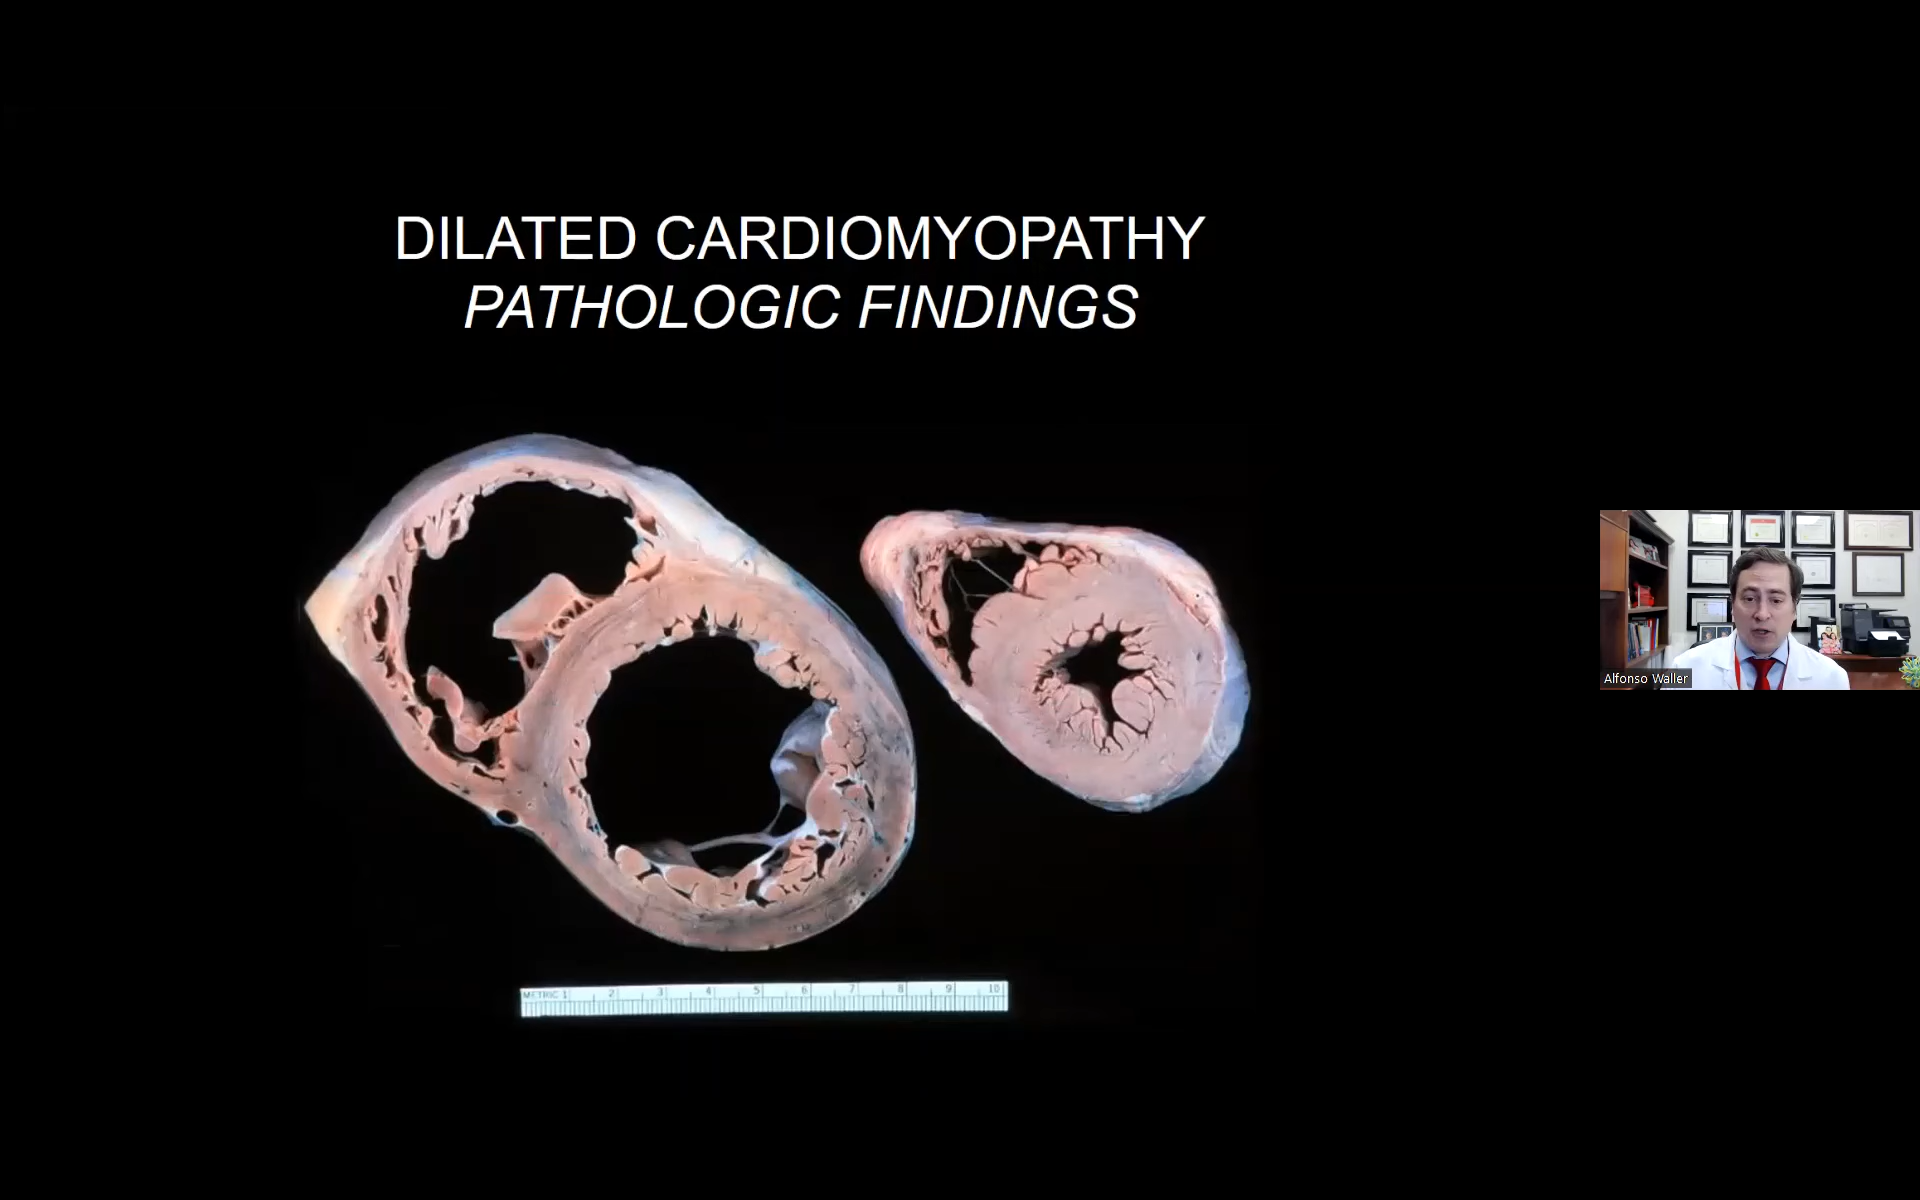 DILATED CARDIOMYOPATHY
PATHOLOGIC FINDINGS
METRIC 1 2 3 4 5 6 7 8 9 10
Alfonso Waller